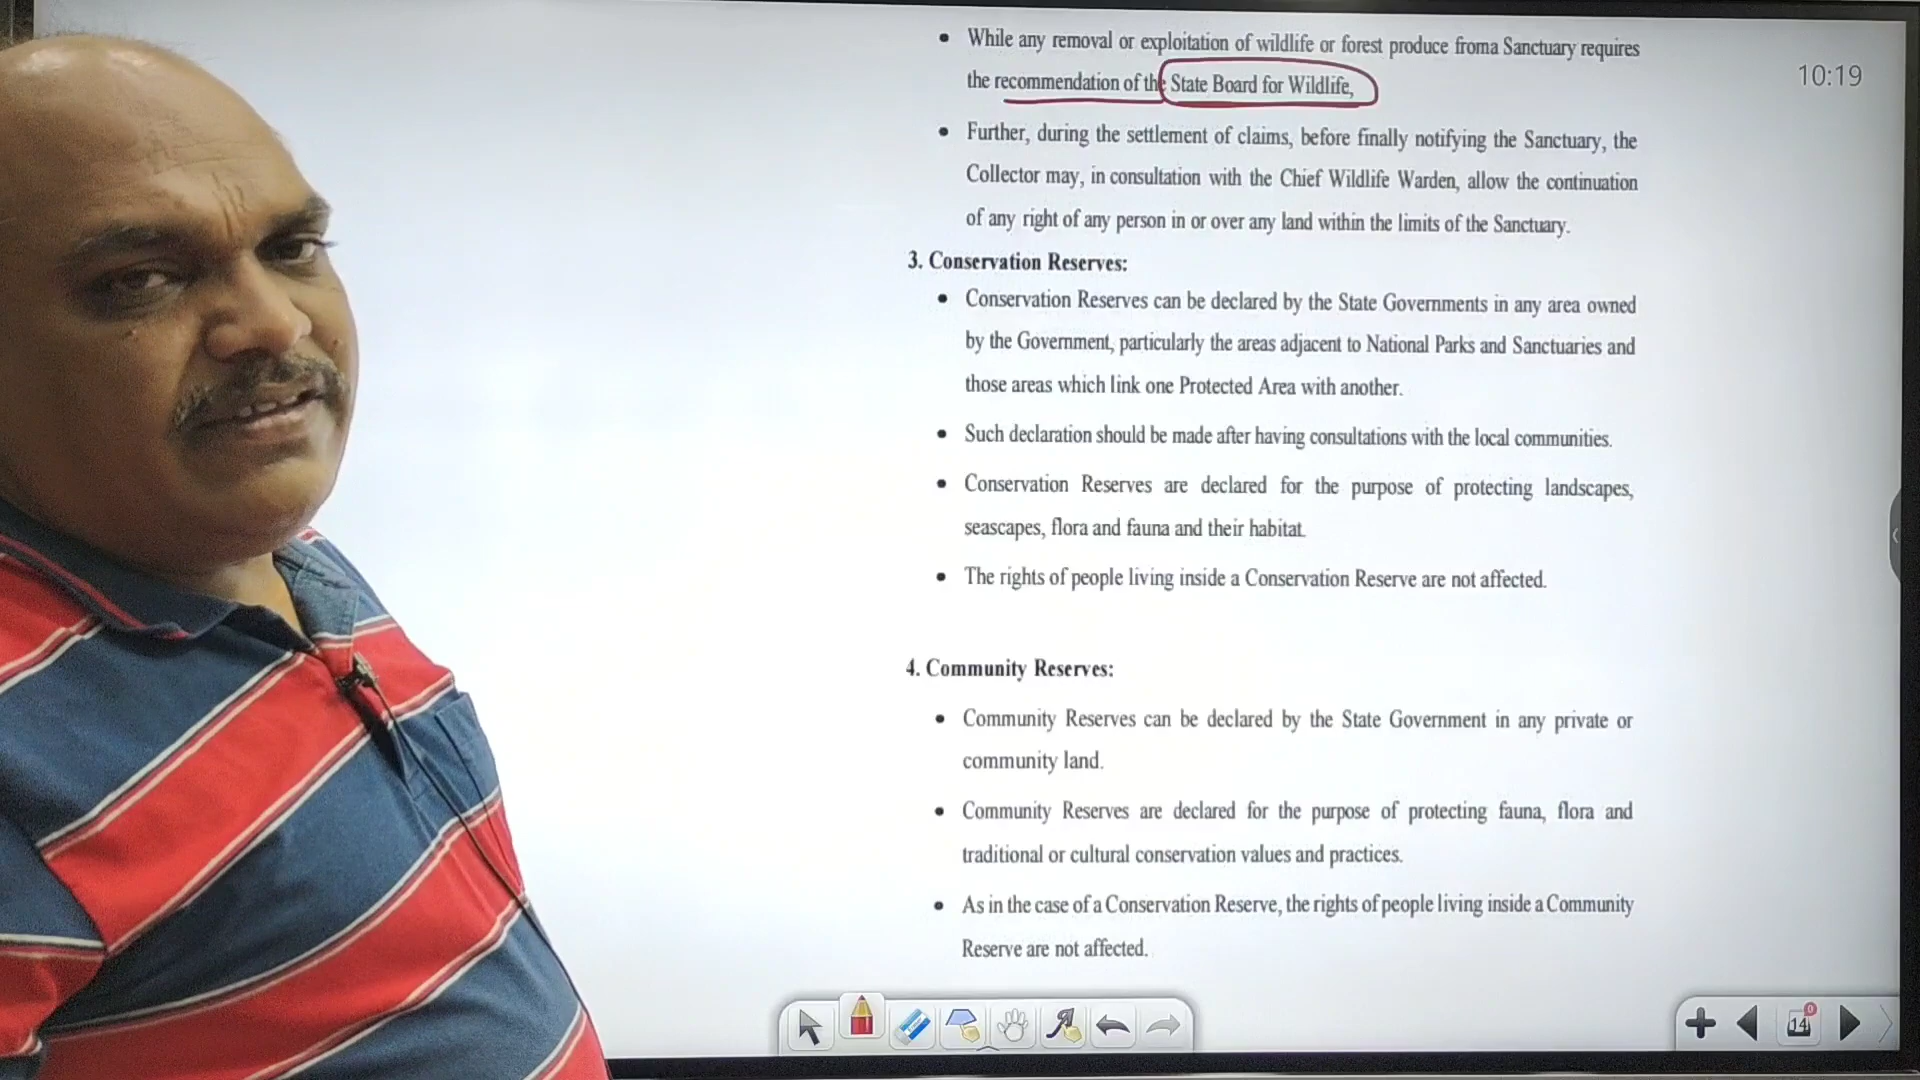 • While any removal or exploitation of wildlife or forest produce froma Sanctuary requires
the recommendation of the State Board for Wildlife,
10:19
• Further, during the settlement of claims, before finally notifying the Sanctuary, the
Collector may, in consultation with the Chief Wildlife Warden, allow the continuation
of any right of any person in or over any land within the limits of the Sanctuary.
3. Conservation Reserves:
• Conservation Reserves can be declared by the State Governments in any area owned
by the Government, particularly the areas adjacent to National Parks and Sanctuaries and
those areas which link one Protected Area with another.
• Such declaration should be made after having consultations with the local communities.
• Conservation Reserves are declared for the purpose of protecting landscapes,
seascapes, flora and fauna and their habitat.
• The rights of people living inside a Conservation Reserve are not affected.
4. Community Reserves:
• Community Reserves can be declared by the State Government in any private or
community land.
• Community Reserves are declared for the purpose of protecting fauna, flora and
traditional or cultural conservation values and practices.
• As in the case of a Conservation Reserve, the rights of people living inside a Community
Reserve are not affected.
14
0